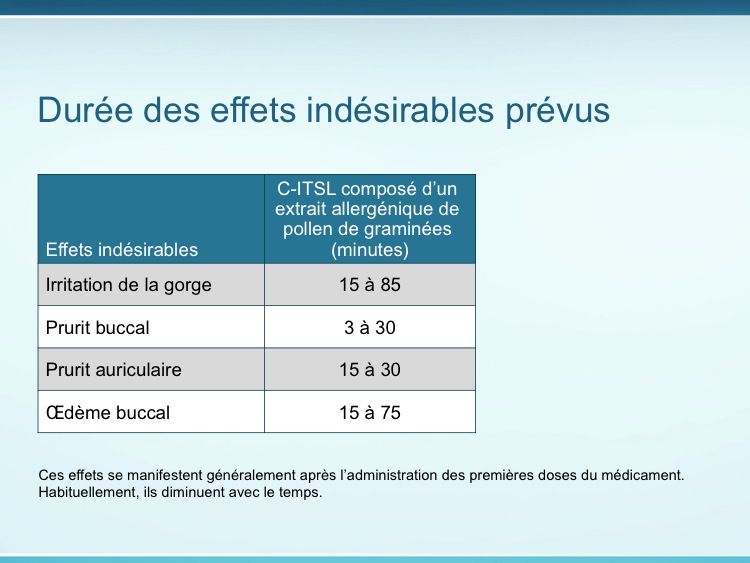 Durée des effets indésirables prévus
C-ITSL composé d’un
extrait allergénique de
pollen de graminées
Effets indésirables (minutes)
Irritation de la gorge 15 à 85
Prurit buccal 3 à 30
Prurit auriculaire 15 à 30
Œdème buccal 15 à 75
Ces effets se manifestent généralement après l’administration des premières doses du médicament.
Habituellement, ils diminuent avec le temps.